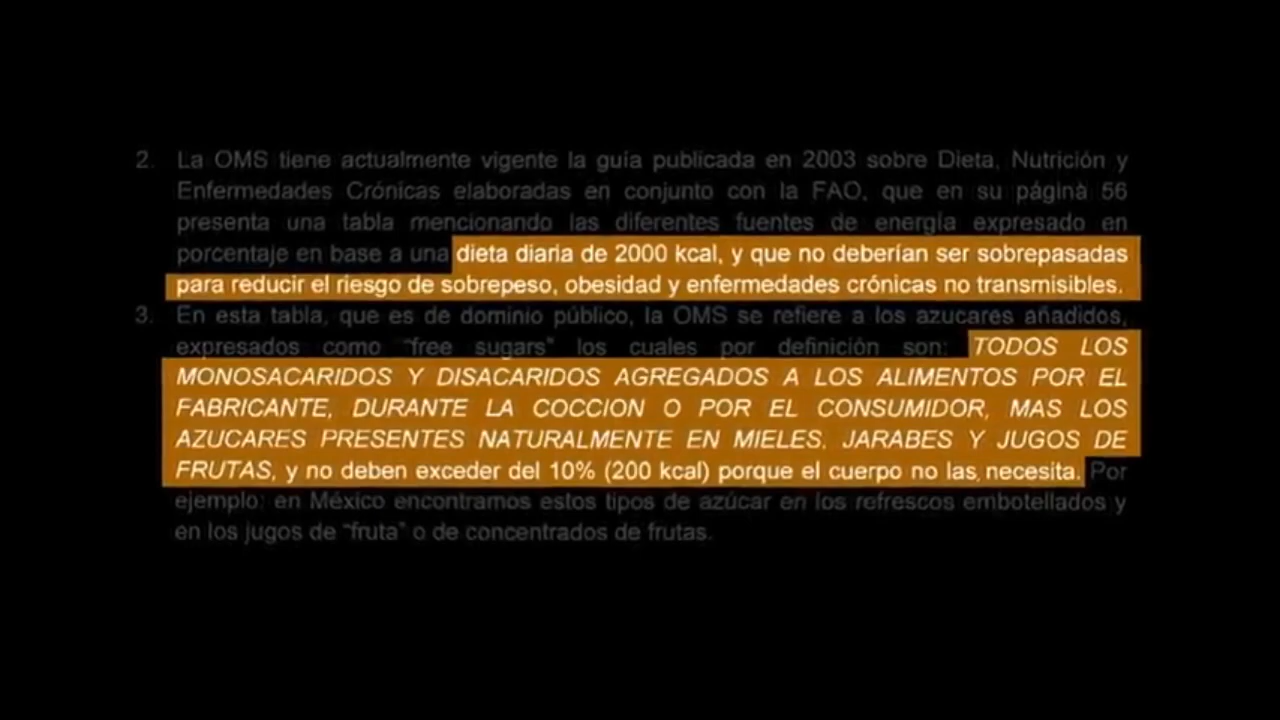 2. La OMS tiene actualmente vigente la guía publicada en 2003 sobre Dieta, Nutrición y
Enfermedades Crónicas elaboradas en conjunto con la FAO, que en su página 56
presenta una tabla mencionando las diferentes fuentes de energía expresado en
porcentaje en base a una dieta diaria de 2000 kcal, y que no deberían ser sobrepasadas
para reducir el riesgo de sobrepeso, obesidad y enfermedades crónicas no transmisibles.
3. En esta tabla, que es de dominio público, la OMS se refiere a los azucares añadidos,
expresados como "free sugars" los cuales por definición son: TODOS LOS
MONOSACARIDOS Y DISACARIDOS AGREGADOS A LOS ALIMENTOS POR EL
FABRICANTE, DURANTE LA COCCION O POR EL CONSUMIDOR, MAS LOS
AZUCARES PRESENTES NATURALMENTE EN MIELES, JARABES Y JUGOS DE
FRUTAS, y no deben exceder del 10% (200 kcal) porque el cuerpo no las necesita. Por
ejemplo: en México encontramos estos tipos de azúcar en los refrescos embotellados y
en los jugos de "fruta" o de concentrados de frutas.